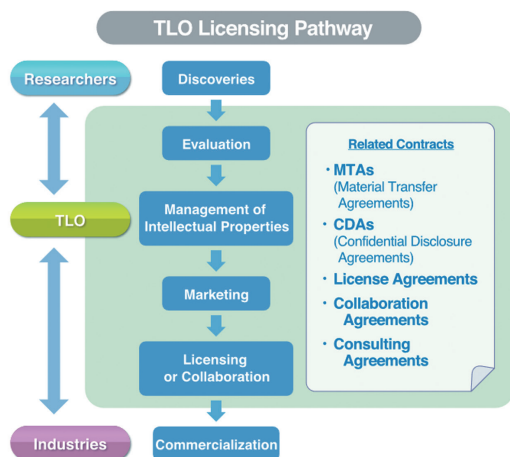 TLO Licensing Pathway
Researchers
TLO
Industries
Discoveries
Evaluation
Management of
Intellectual Properties
Marketing
Licensing
or Collaboration
Commercialization
Related Contracts
・MTAs
(Material Transfer
Agreements)
・CDAs
(Confidential Disclosure
Agreements)
・License Agreements
・Collaboration
Agreements
・Consulting
Agreements